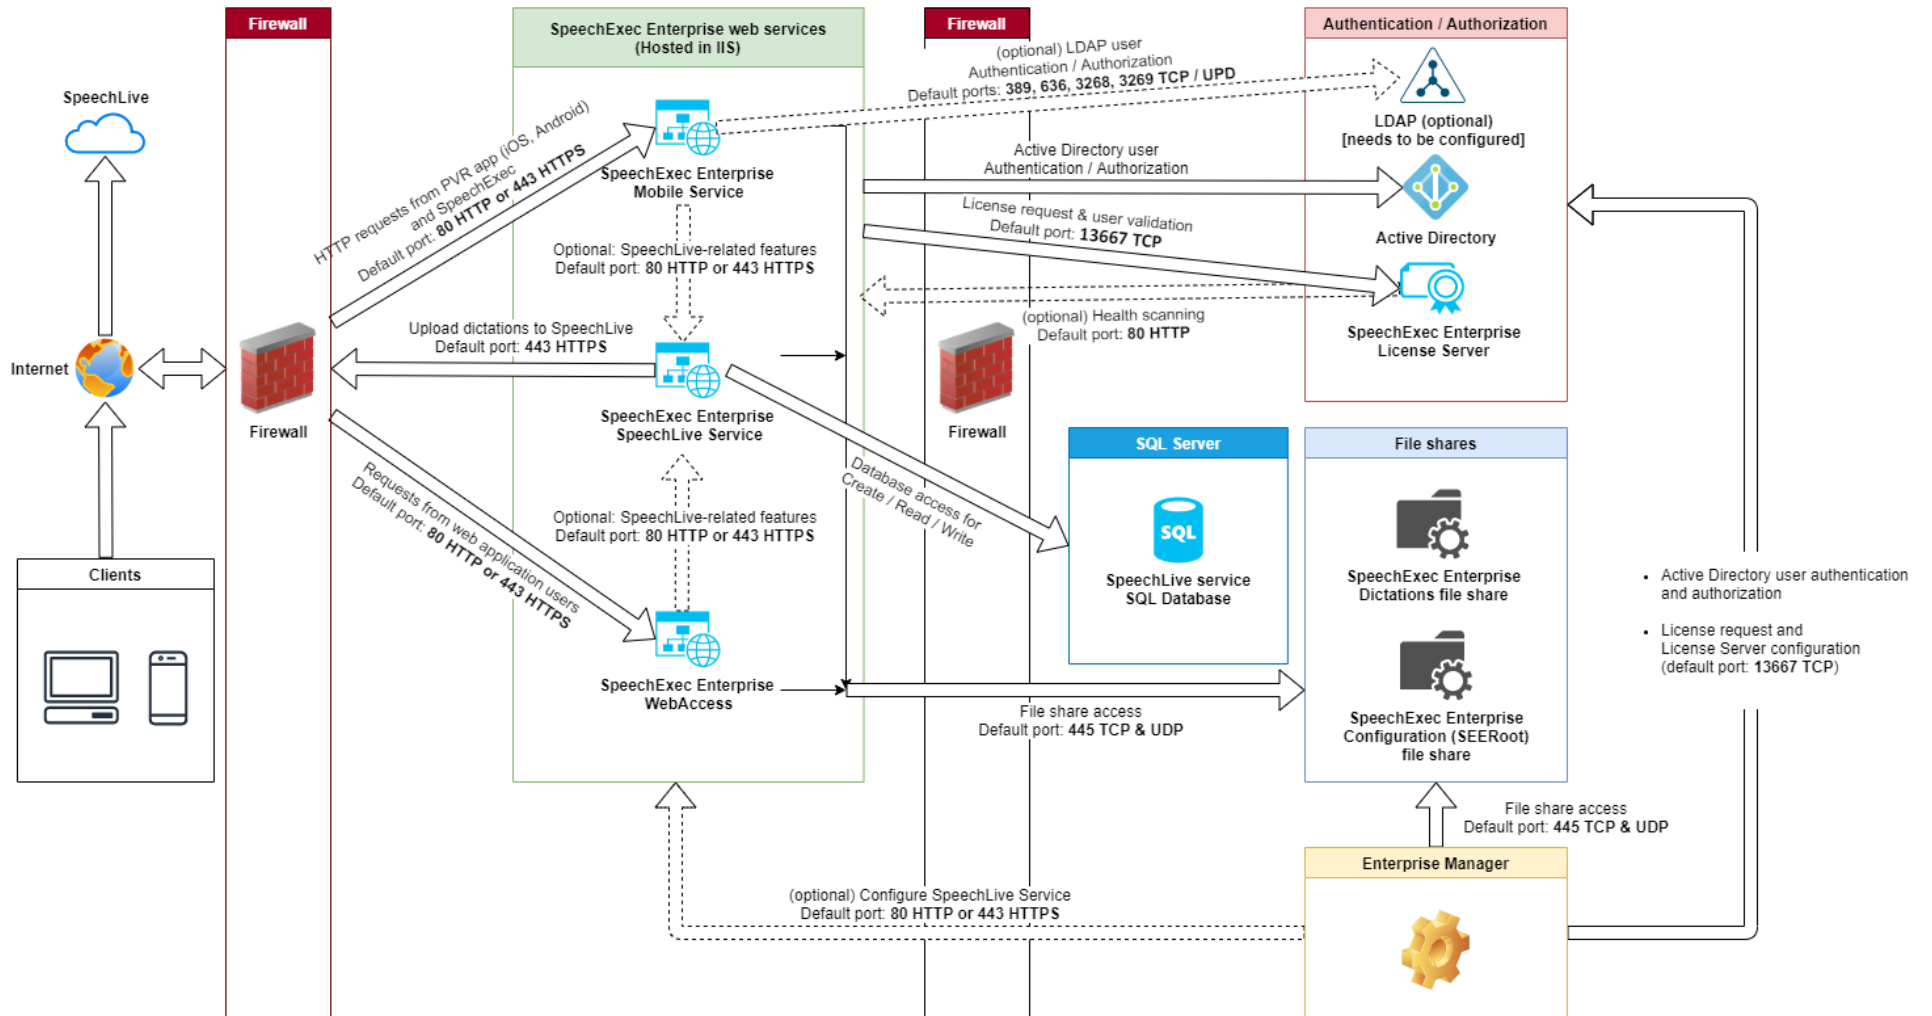 Firewall
SpeechExec Enterprise web services
(Hosted in IIS)
Firewall
Authentication / Authorization
SpeechLive
(optional) LDAP user
Authentication / Authorization
Default ports: 389, 636, 3268, 3269 TCP / UPD
LDAP (optional)
[needs to be configured]
HTTP requests from PVR app (iOS, Android)
and SpeechExec
Default port: 80 HTTP or 443 HTTPS
SpeechExec Enterprise
Mobile Service
Active Directory user
Authentication / Authorization
License request & user validation
Default port: 13667 TCP
Active Directory
Optional: SpeechLive-related features
Default port: 80 HTTP or 443 HTTPS
(optional) Health scanning
Default port: 80 HTTP
SpeechExec Enterprise
License Server
Upload dictations to SpeechLive
Default port: 443 HTTPS
Internet
Firewall
SpeechExec Enterprise
SpeechLive Service
Firewall
SQL Server
File shares
Database access for
Create / Read / Write
Requests from web application users
Default port: 80 HTTP or 443 HTTPS
Optional: SpeechLive-related features
Default port: 80 HTTP or 443 HTTPS
SQL
SpeechLive service
SQL Database
SpeechExec Enterprise
Dictations file share
Clients
• Active Directory user authentication
and authorization
• License request and
License Server configuration
(default port: 13667 TCP)
SpeechExec Enterprise
WebAccess
File share access
Default port: 445 TCP & UDP
SpeechExec Enterprise
Configuration (SEERoot)
file share
File share access
Default port: 445 TCP & UDP
Enterprise Manager
(optional) Configure SpeechLive Service
Default port: 80 HTTP or 443 HTTPS